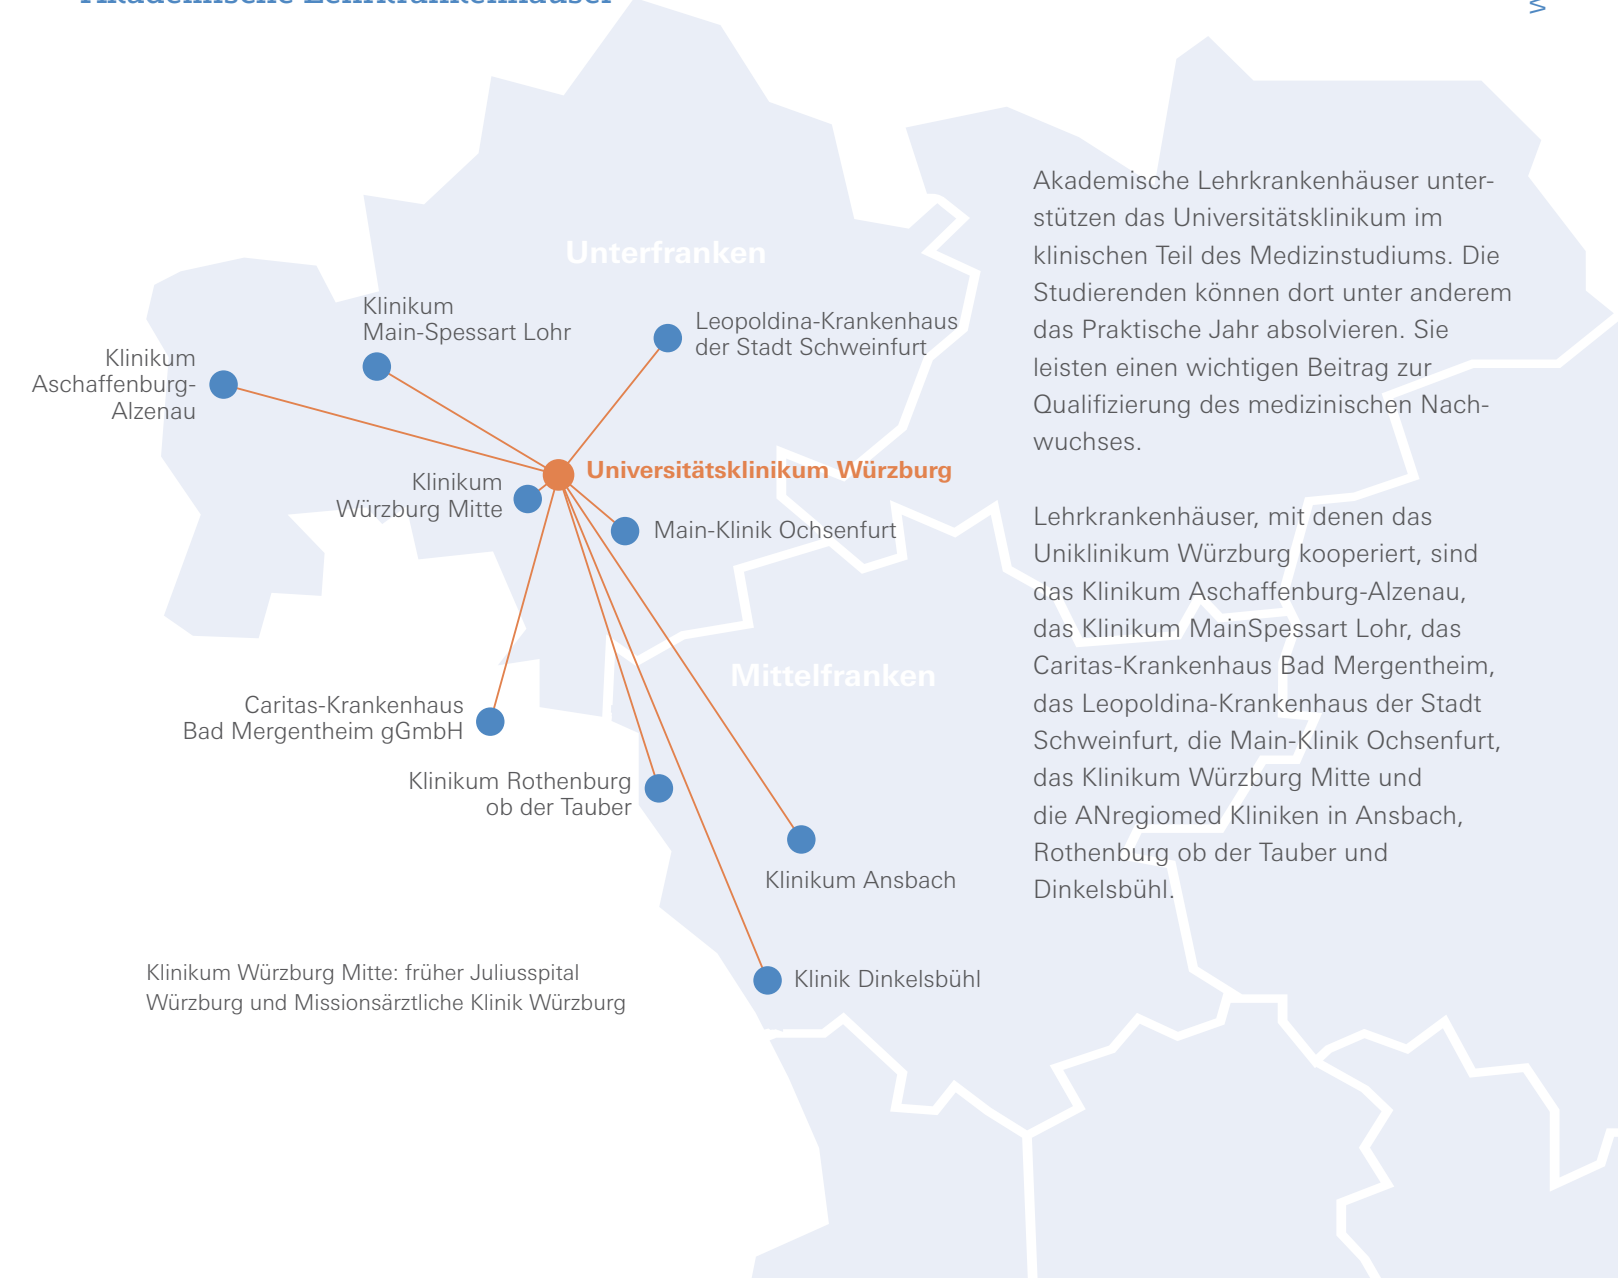 Akademische Lehrkrankenhäuser
Unterfranken
Klinikum
Main-Spessart Lohr
Leopoldina-Krankenhaus
der Stadt Schweinfurt
Klinikum
Aschaffenburg-
Alzenau
Universitätsklinikum Würzburg
Klinikum
Würzburg Mitte
Main-Klinik Ochsenfurt
Mittelfranken
Caritas-Krankenhaus
Bad Mergentheim gGmbH
Klinikum Rothenburg
ob der Tauber
Klinikum Ansbach
Klinik Dinkelsbühl
Klinikum Würzburg Mitte: früher Juliusspital
Würzburg und Missionsärztliche Klinik Würzburg
Akademische Lehrkrankenhäuser unter-
stützen das Universitätsklinikum im
klinischen Teil des Medizinstudiums. Die
Studierenden können dort unter anderem
das Praktische Jahr absolvieren. Sie
leisten einen wichtigen Beitrag zur
Qualifizierung des medizinischen Nach-
wuchses.
Lehrkrankenhäuser, mit denen das
Uniklinikum Würzburg kooperiert, sind
das Klinikum Aschaffenburg-Alzenau,
das Klinikum MainSpessart Lohr, das
Caritas-Krankenhaus Bad Mergentheim,
das Leopoldina-Krankenhaus der Stadt
Schweinfurt, die Main-Klinik Ochsenfurt,
das Klinikum Würzburg Mitte und
die ANregiomed Kliniken in Ansbach,
Rothenburg ob der Tauber und
Dinkelsbühl.